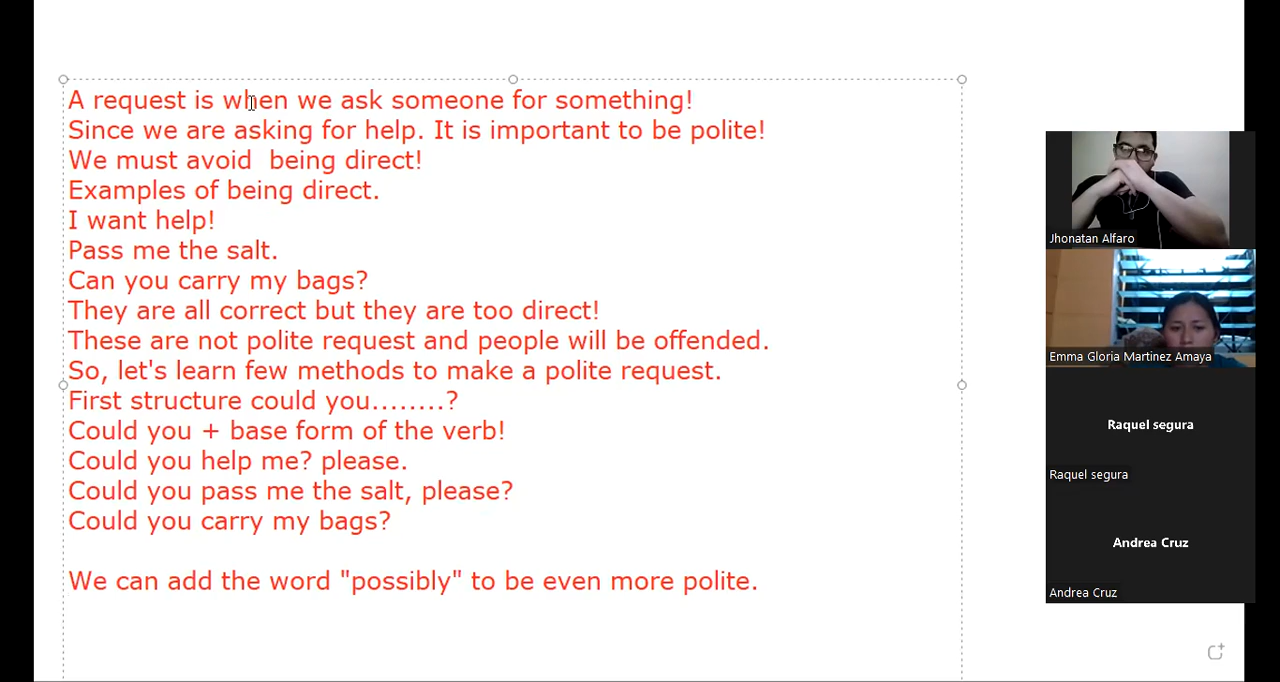 A request is when we ask someone for something!
Since we are asking for help. It is important to be polite!
We must avoid  being direct!
Examples of being direct.
I want help!
Pass me the salt.
Can you carry my bags?
They are all correct but they are too direct!
These are not polite request and people will be offended.
So, let's learn few methods to make a polite request.
First structure could you........?
Could you + base form of the verb!
Could you help me? please.
Could you pass me the salt, please?
Could you carry my bags?
We can add the word "possibly" to be even more polite.
Jhonatan Alfaro
Emma Gloria Martinez Amaya
Raquel segura
Raquel segura
Andrea Cruz
Andrea Cruz